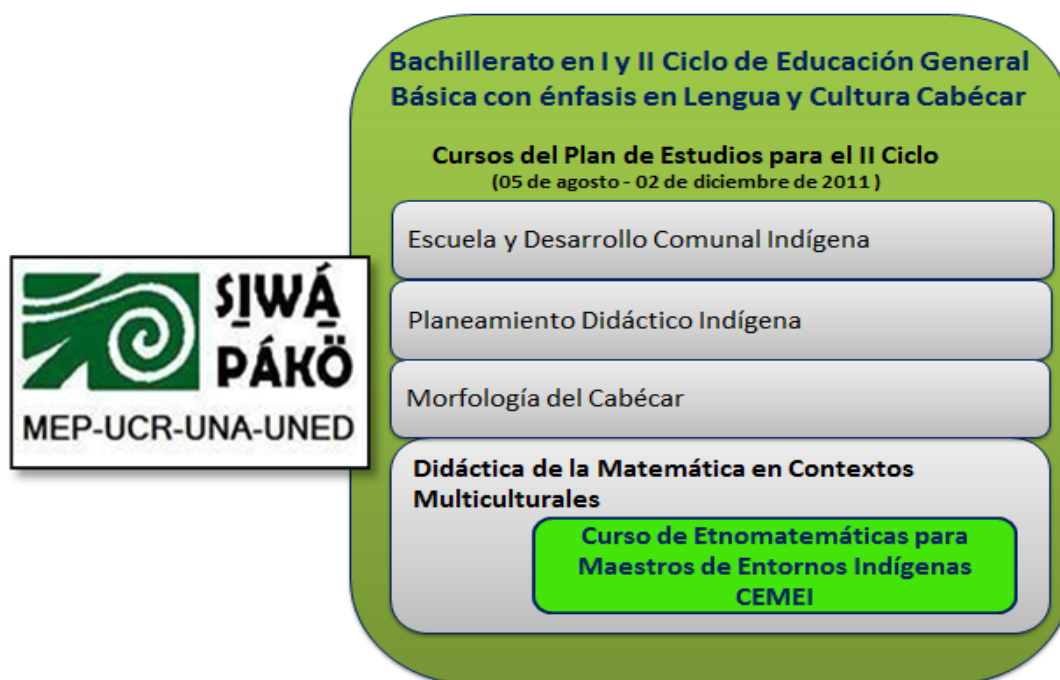 Bachillerato en I y II Ciclo de Educación General
Básica con énfasis en Lengua y Cultura Cabécar
Cursos del Plan de Estudios para el II Ciclo
(05 de agosto - 02 de diciembre de 2011)
Escuela y Desarrollo Comunal Indígena
Planeamiento Didáctico Indígena
Morfología del Cabécar
Didáctica de la Matemática en Contextos
Multiculturales
Curso de Etnomatemáticas para
Maestros de Entornos Indígenas
CEMEI
SI̱WÁ̱
PÁKÖ
MEP-UCR-UNA-UNED